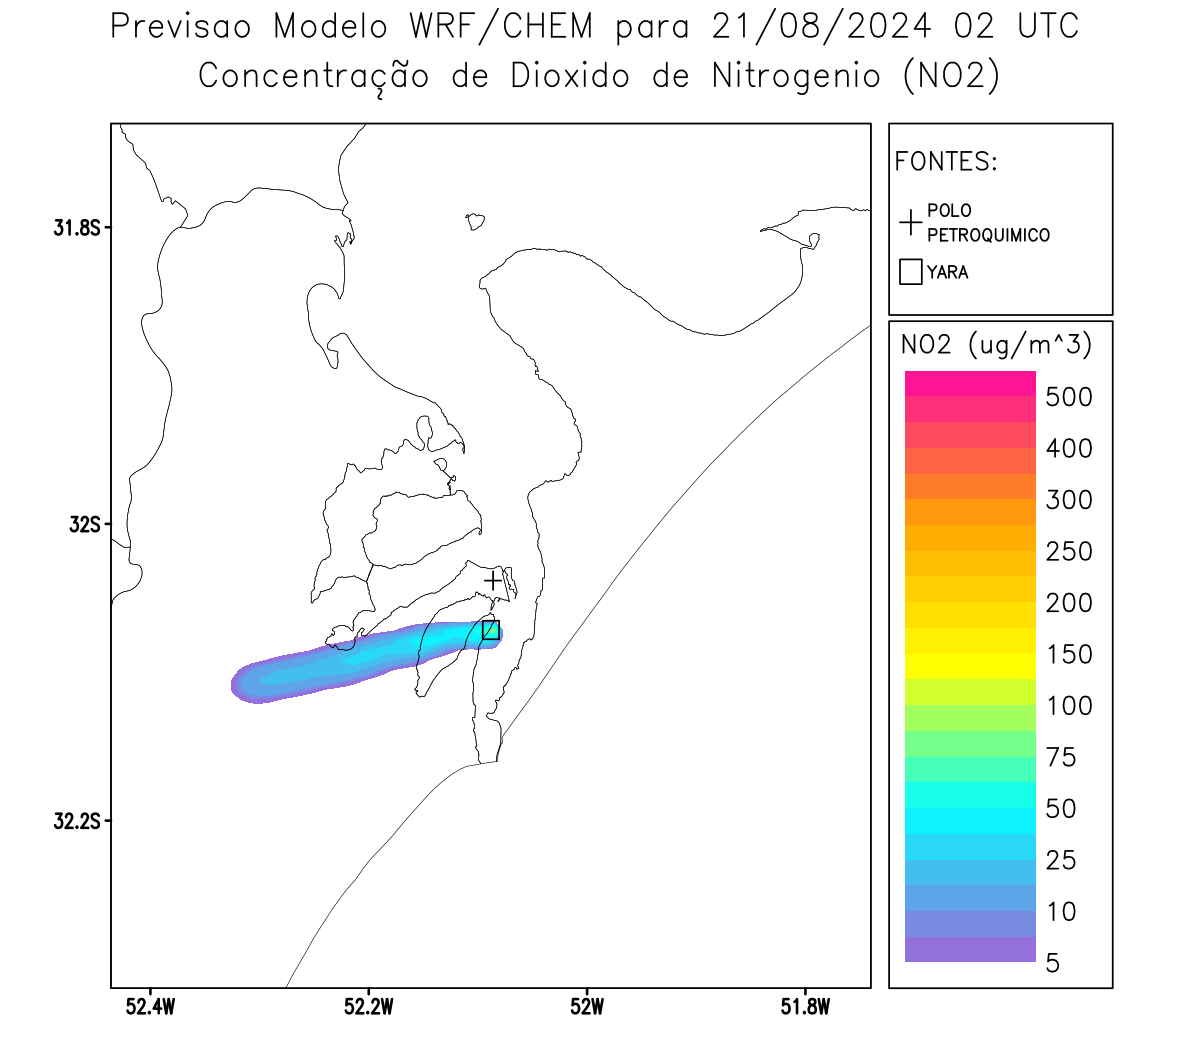 Previsao Modelo WRF/CHEM para 21/08/2024 02 UTC
Concentração de Dioxido de Nitrogenio (NO2)
FONTES:
POLO
PETROQUIMICO
YARA
NO2 (ug/m^3)
500
400
300
250
200
150
100
75
50
25
10
5
31.8S
32S
32.2S
52.4W
52.2W
52W
51.8W